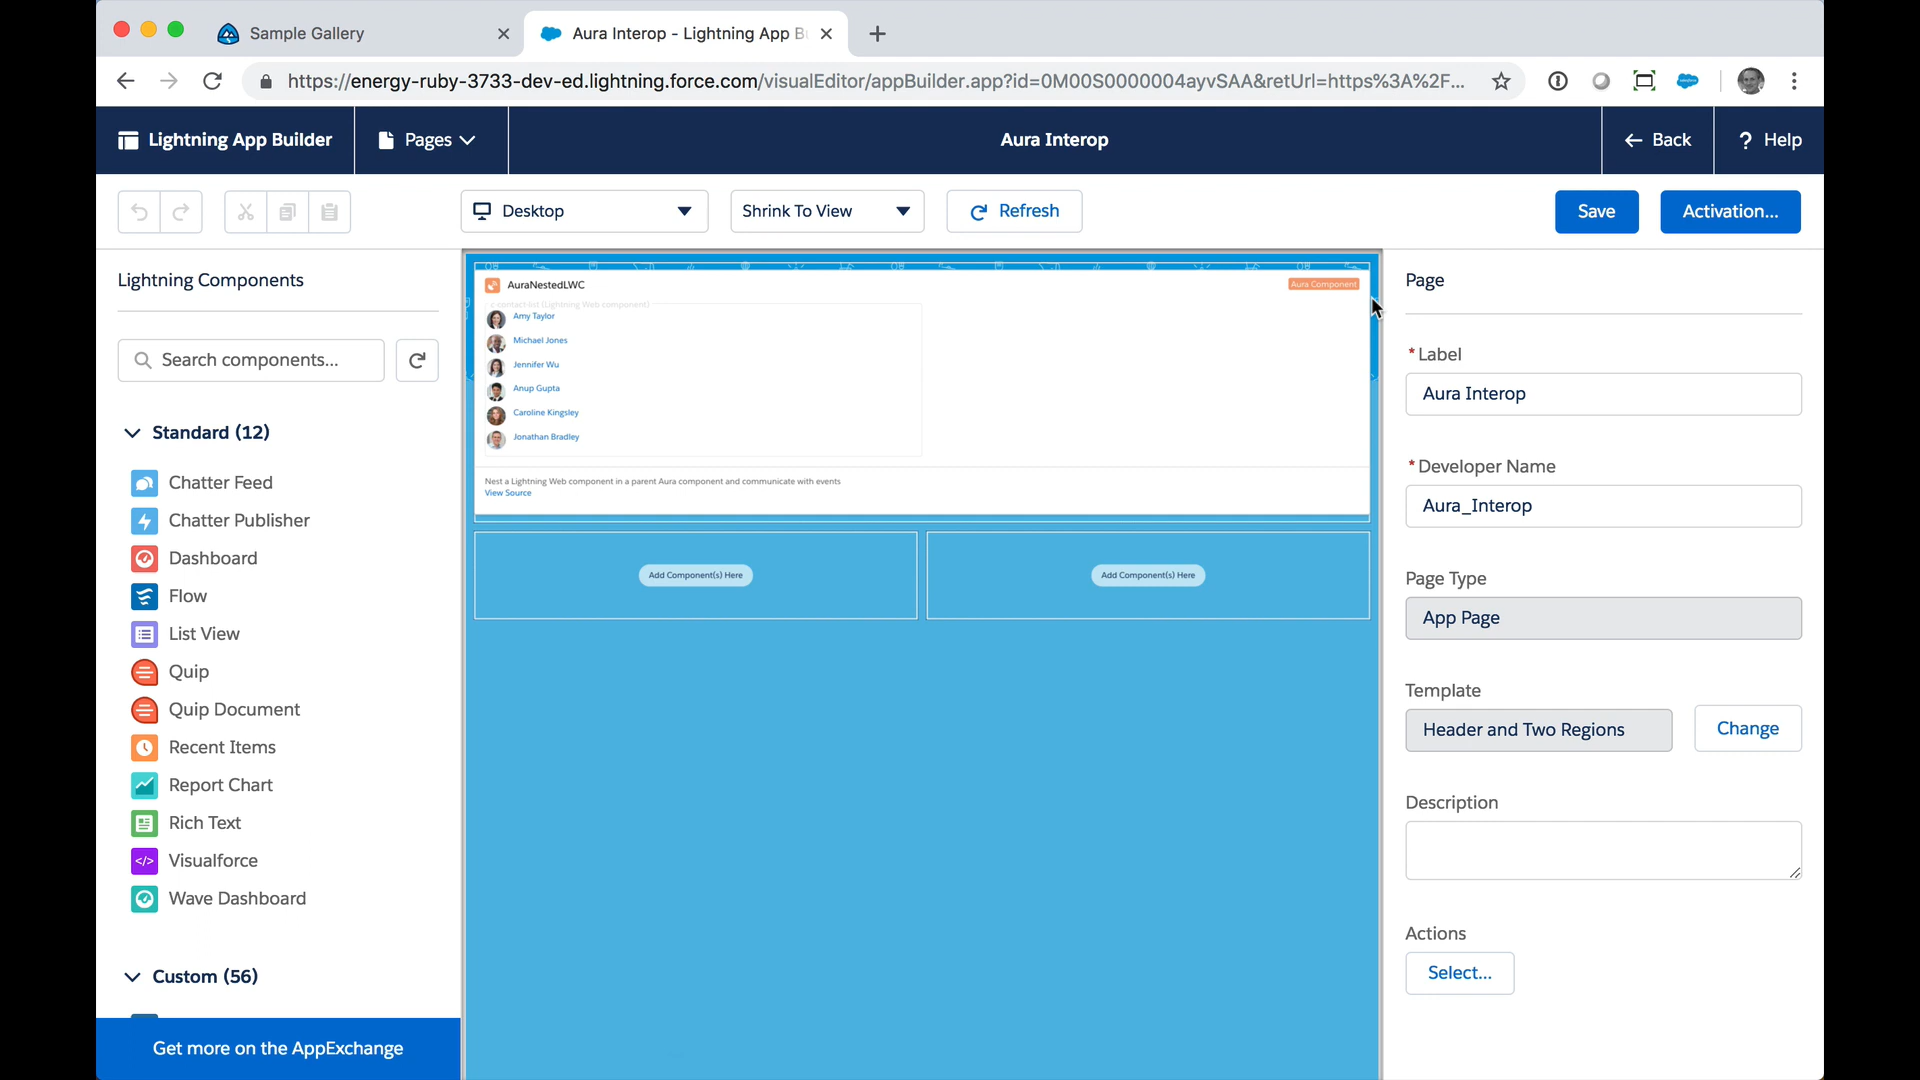 Sample Gallery
Aura Interop - Lightning App B
https://energy-ruby-3733-dev-ed.lightning.force.com/visualEditor/appBuilder.app?id=0M00S0000004ayvSAA&retUrl=https%3A%2F...
Lightning App Builder
Pages
Aura Interop
Back
? Help
Desktop
Shrink To View
Refresh
Save
Activation...
Lightning Components
Search components...
Standard (12)
Chatter Feed
Chatter Publisher
Dashboard
Flow
List View
Quip
Quip Document
Recent Items
Report Chart
Rich Text
Visualforce
Wave Dashboard
Custom (56)
Get more on the AppExchange
AuraNestedLWC
Aura Component
c-contact-list (Lightning Web component)
Amy Taylor
Michael Jones
Jennifer Wu
Anup Gupta
Caroline Kingsley
Jonathan Bradley
Nest a Lightning Web component in a parent Aura component and communicate with events
View Source
Add Component(s) Here
Add Component(s) Here
Page
* Label
Aura Interop
* Developer Name
Aura_Interop
Page Type
App Page
Template
Header and Two Regions
Change
Description
Actions
Select...